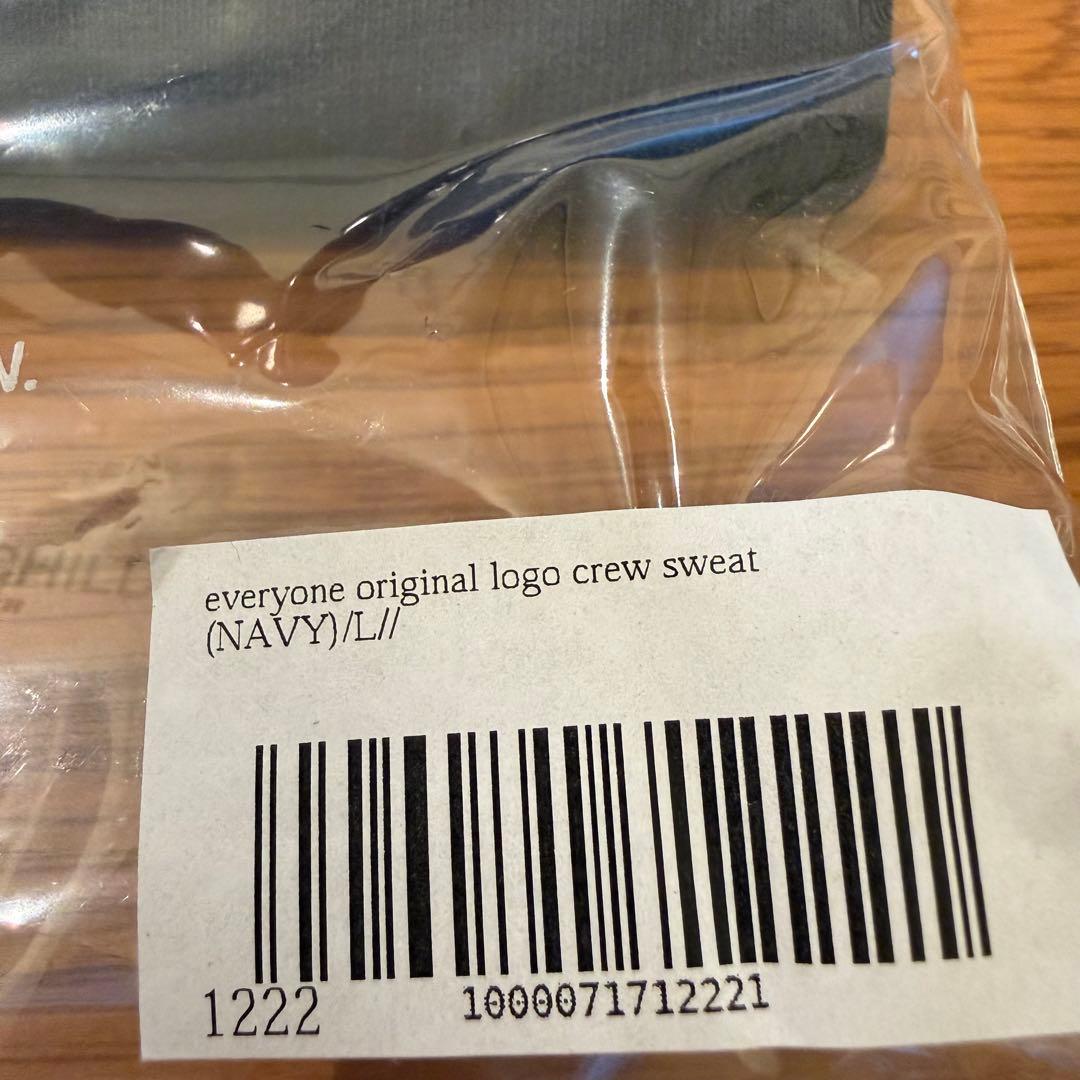 everyone original logo crew sweat
(NAVY)/L//
1222
1000071712221